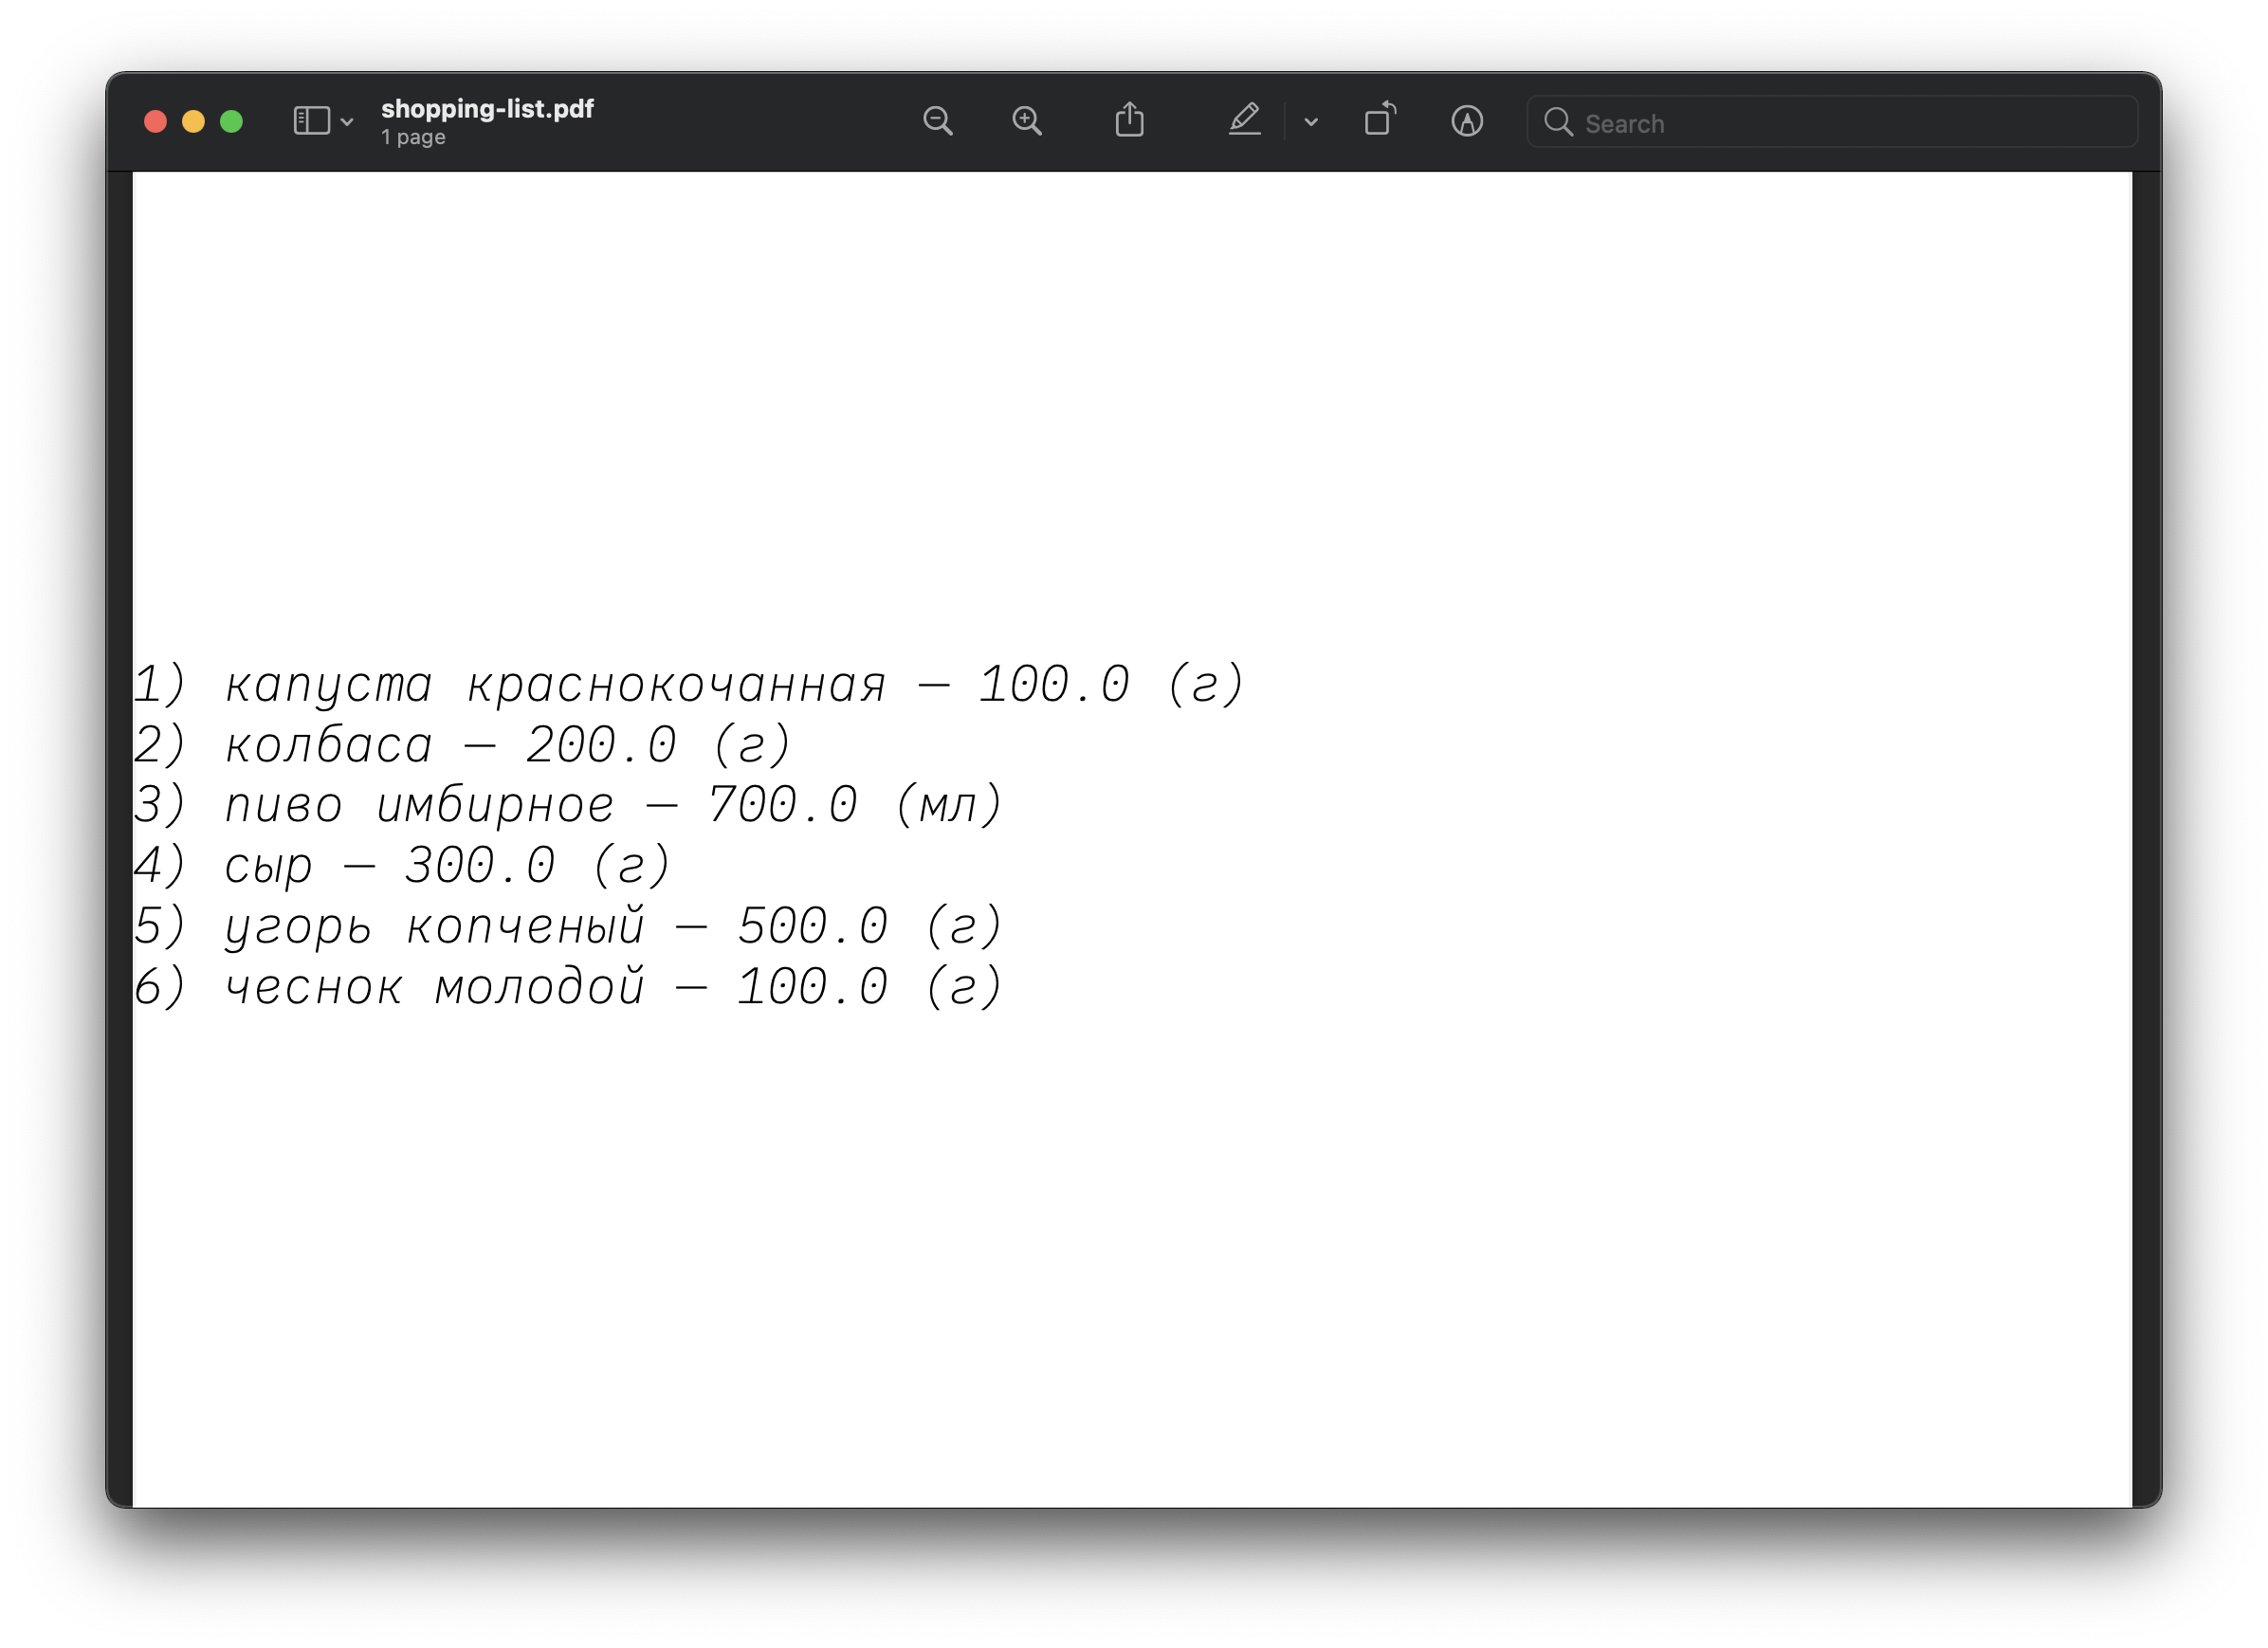 shopping-list.pdf
1 page
Search
1) капуста краснокочанная — 100.0 (г)
2) колбаса — 200.0 (г)
3) пиво имбирное — 700.0 (мл)
4) сыр — 300.0 (г)
5) угорь копченый — 500.0 (г)
6) чеснок молодой — 100.0 (г)